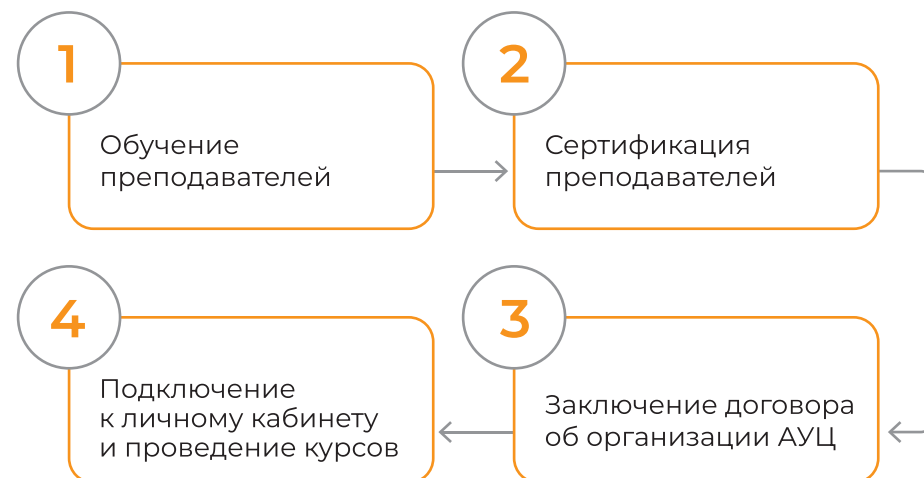 1
Обучение
преподавателей
2
Сертификация
преподавателей
3
Заключение договора
об организации АУЦ
4
Подключение
к личному кабинету
и проведение курсов